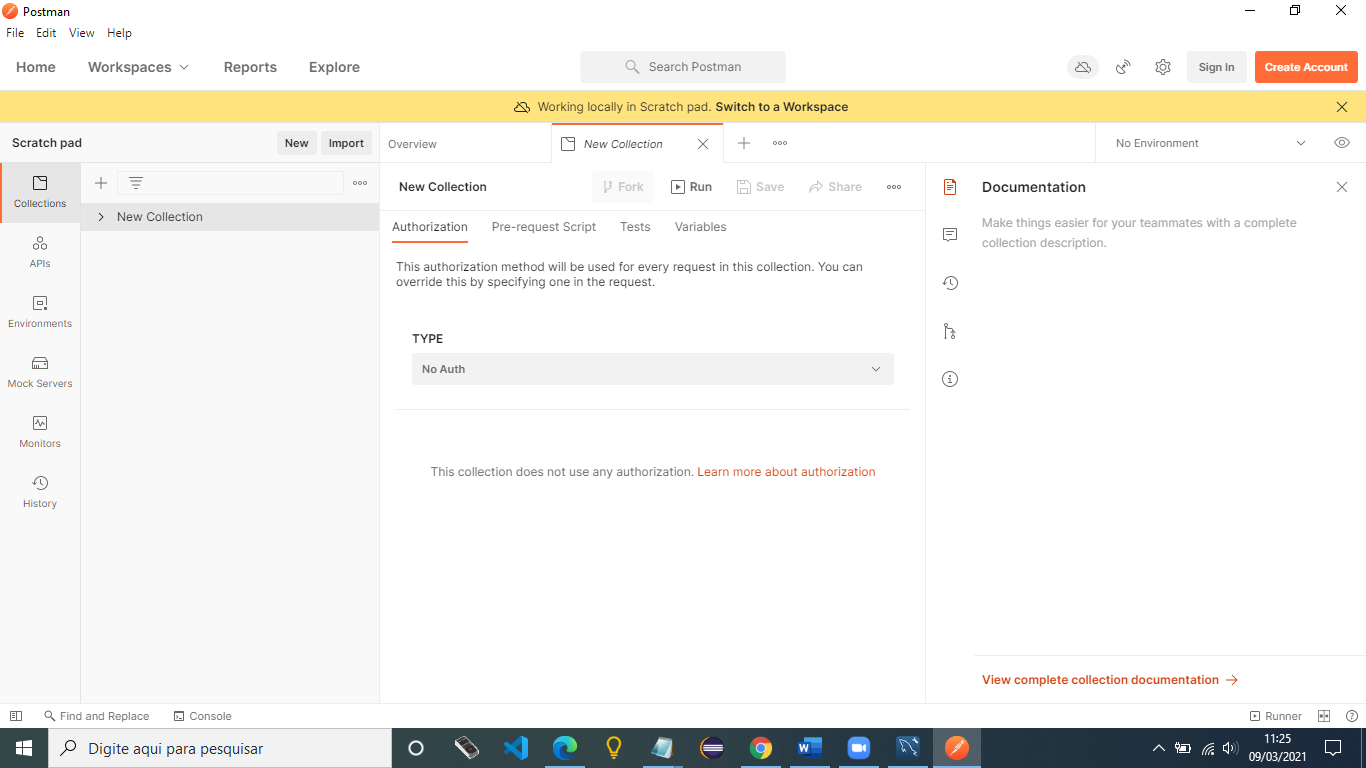 Postman
File Edit View Help
Home Workspaces Reports Explore Search Postman Sign In Create Account
Working locally in Scratch pad. Switch to a Workspace
Scratch pad New Import Overview New Collection No Environment
New Collection Fork Run Save Share Documentation
Collections
New Collection
Authorization Pre-request Script Tests Variables
Make things easier for your teammates with a complete
collection description.
APIs
This authorization method will be used for every request in this collection. You can
override this by specifying one in the request.
Environments
TYPE
No Auth
Mock Servers
Monitors
This collection does not use any authorization. Learn more about authorization
History
View complete collection documentation
Find and Replace Console Runner
Digite aqui para pesquisar
11:25
09/03/2021